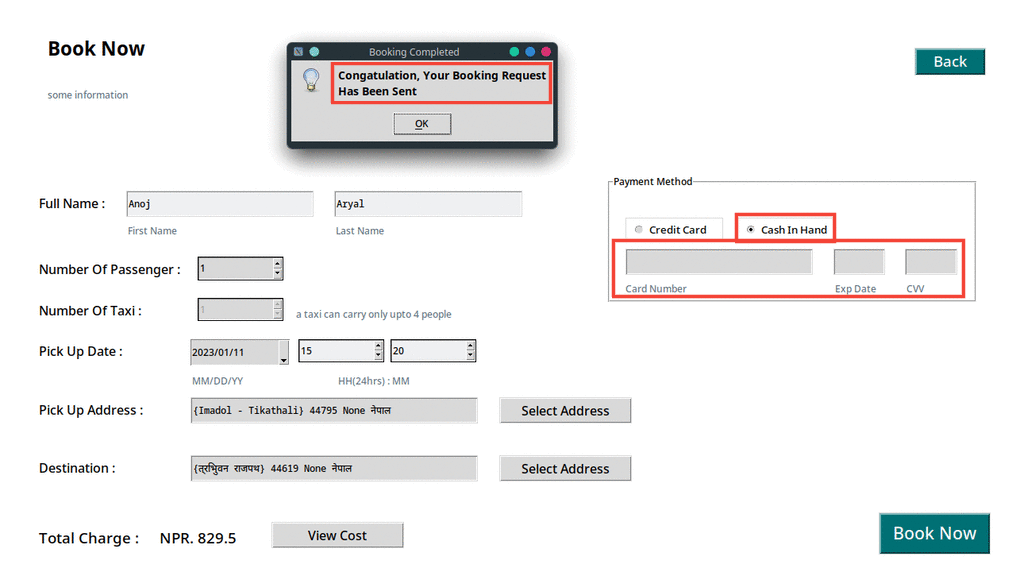 Booking Completed
Congatulation, Your Booking Request
Has Been Sent
OK
Book Now
Back
some information
Full Name :
Anoj
Aryal
First Name
Last Name
Payment Method
Credit Card
Cash In Hand
Card Number
Exp Date
CVV
Number Of Passenger :
1
Number Of Taxi :
1
a taxi can carry only upto 4 people
Pick Up Date :
2023/01/11
15
20
MM/DD/YY
HH(24hrs) : MM
Pick Up Address :
{Imadol - Tikathali} 44795 None नेपाल
Select Address
Destination :
{त्रिभुवन राजपथ} 44619 None नेपाल
Select Address
Total Charge :
NPR. 829.5
View Cost
Book Now